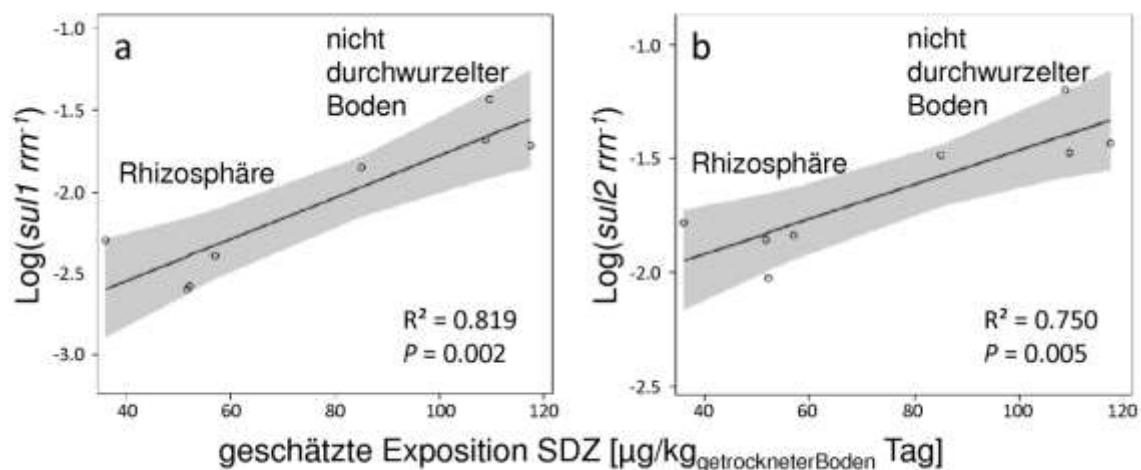 a
nicht
durchwurzelter
Boden
Rhizosphäre
R² = 0.819
P = 0.002
Log(sul1 rrn⁻¹)
-1.0
-1.5
-2.0
-2.5
-3.0
40 60 80 100 120
b
nicht
durchwurzelter
Boden
Rhizosphäre
R² = 0.750
P = 0.005
Log(sul2 rrn⁻¹)
-1.0
-1.5
-2.0
-2.5
40 60 80 100 120
geschätzte Exposition SDZ [µg/kg getrockneterBoden Tag]